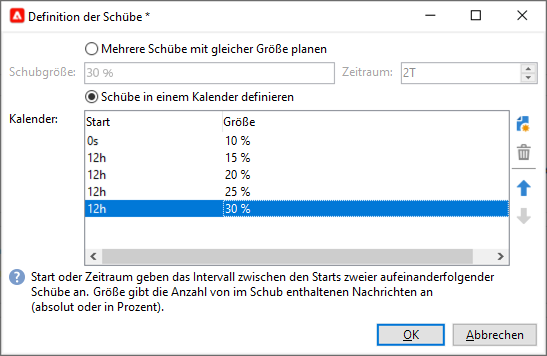 Definition der Schübe *
Mehrere Schübe mit gleicher Größe planen
Schubgröße: 30 % Zeitraum: 2T
Schübe in einem Kalender definieren
Kalender:
Start Größe
0s 10 %
12h 15 %
12h 20 %
12h 25 %
12h 30 %
Start oder Zeitraum geben das Intervall zwischen den Starts zweier aufeinanderfolgender
Schübe an. Größe gibt die Anzahl von im Schub enthaltenen Nachrichten an
(absolut oder in Prozent).
OK Abbrechen